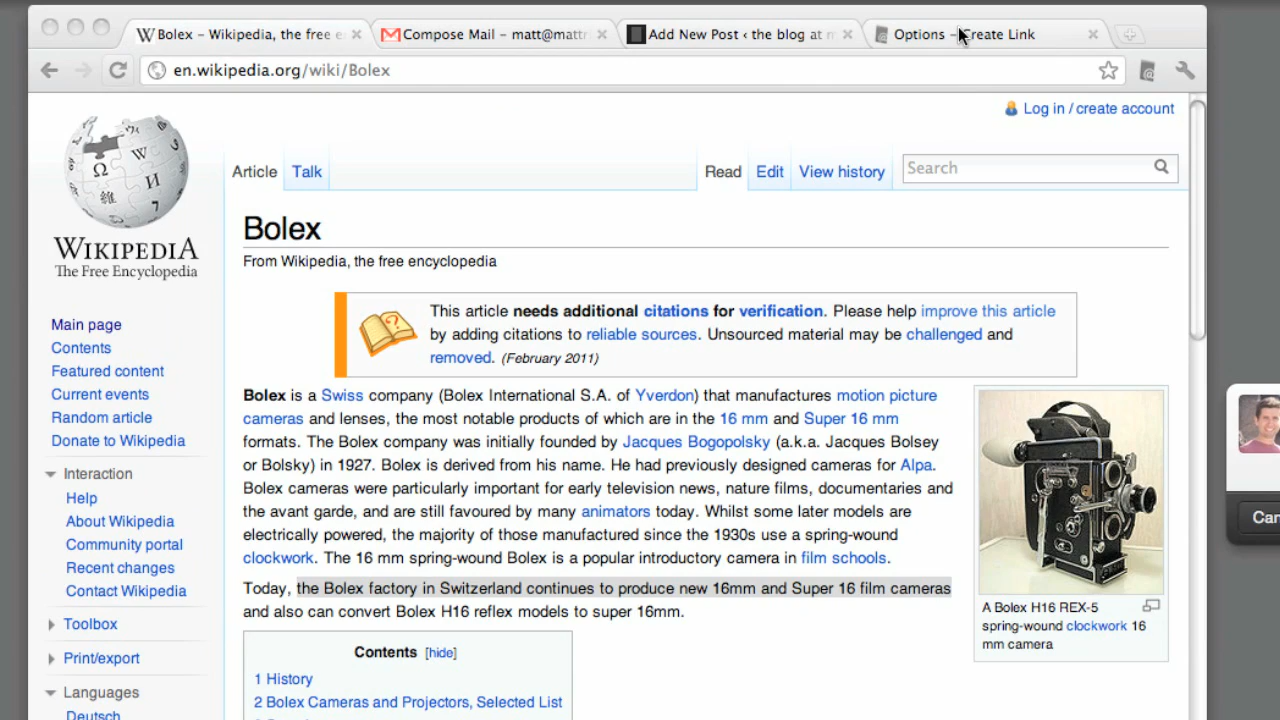 Bolex – Wikipedia, the free e
Compose Mail – matt@matt
Add New Post ‹ the blog at m
Options – Create Link
en.wikipedia.org/wiki/Bolex
Log in / create account
Article
Talk
Read
Edit
View history
Search
WIKIPEDIA
The Free Encyclopedia
Bolex
From Wikipedia, the free encyclopedia
This article needs additional citations for verification. Please help improve this article
by adding citations to reliable sources. Unsourced material may be challenged and
removed. (February 2011)
Main page
Contents
Featured content
Current events
Random article
Donate to Wikipedia
Interaction
Help
About Wikipedia
Community portal
Recent changes
Contact Wikipedia
Toolbox
Print/export
Languages
Deutsch
Bolex is a Swiss company (Bolex International S.A. of Yverdon) that manufactures motion picture
cameras and lenses, the most notable products of which are in the 16 mm and Super 16 mm
formats. The Bolex company was initially founded by Jacques Bogopolsky (a.k.a. Jacques Bolsey
or Bolsky) in 1927. Bolex is derived from his name. He had previously designed cameras for Alpa.
Bolex cameras were particularly important for early television news, nature films, documentaries and
the avant garde, and are still favoured by many animators today. Whilst some later models are
electrically powered, the majority of those manufactured since the 1930s use a spring-wound
clockwork. The 16 mm spring-wound Bolex is a popular introductory camera in film schools.
Today, the Bolex factory in Switzerland continues to produce new 16mm and Super 16 film cameras
and also can convert Bolex H16 reflex models to super 16mm.
A Bolex H16 REX-5
spring-wound clockwork 16
mm camera
Contents [hide]
1 History
2 Bolex Cameras and Projectors, Selected List